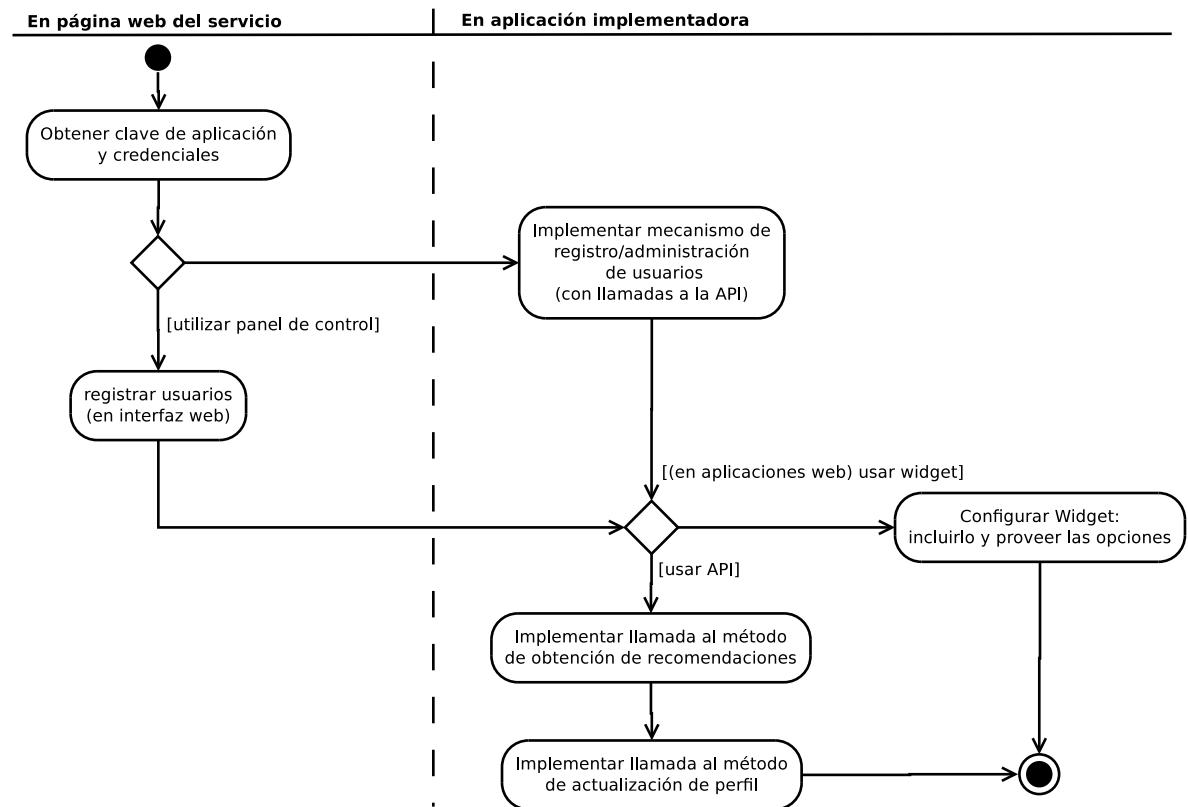 En página web del servicio
En aplicación implementadora
Obtener clave de aplicación
y credenciales
Implementar mecanismo de
registro/administración
de usuarios
(con llamadas a la API)
[utilizar panel de control]
registrar usuarios
(en interfaz web)
[(en aplicaciones web) usar widget]
Configurar Widget:
incluirlo y proveer las opciones
[usar API]
Implementar llamada al método
de obtención de recomendaciones
Implementar llamada al método
de actualización de perfil